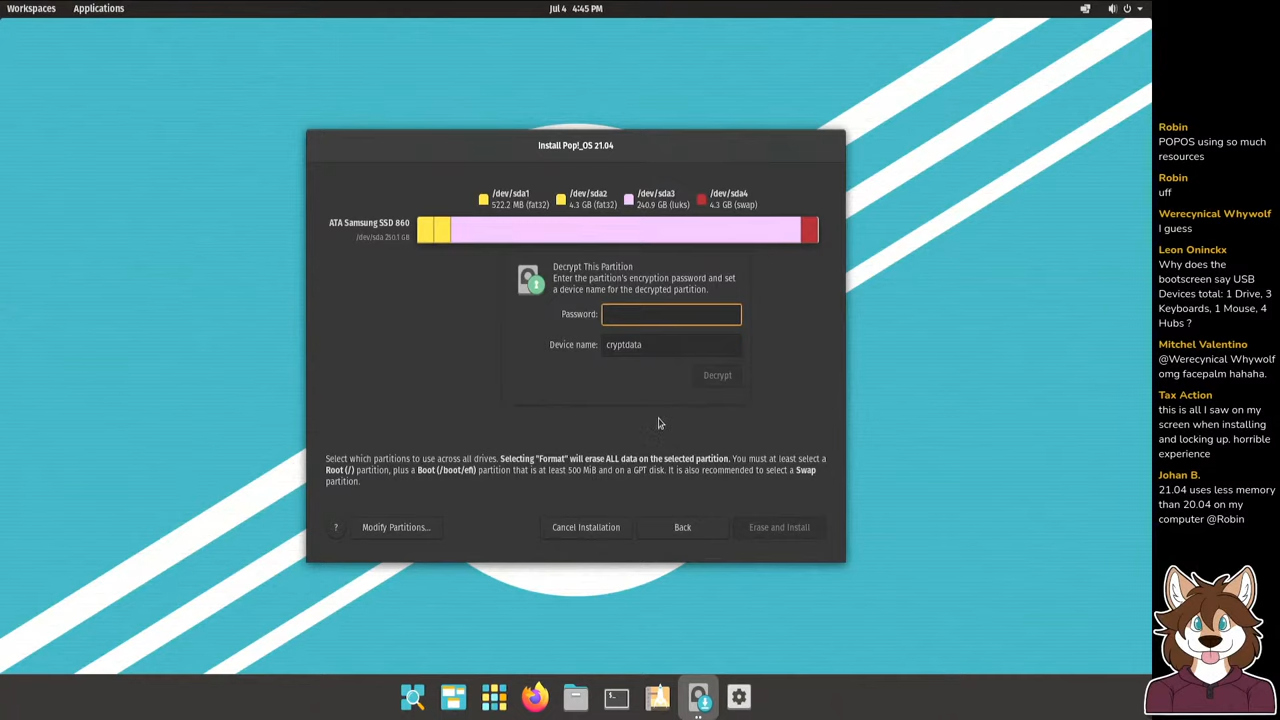 Workspaces
Applications
Jul 4 4:45 PM
Install Pop!_OS 21.04
/dev/sda1
522.2 MB (fat32)
/dev/sda2
4.3 GB (fat32)
/dev/sda3
240.9 GB (luks)
/dev/sda4
4.3 GB (swap)
ATA Samsung SSD 860
/dev/sda 250.1 GB
Decrypt This Partition
Enter the partition's encryption password and set
a device name for the decrypted partition.
Password:
Device name:
cryptdata
Decrypt
Select which partitions to use across all drives. Selecting "Format" will erase ALL data on the selected partition. You must at least select a
Root (/) partition, plus a Boot (/boot/efi) partition that is at least 500 MiB and on a GPT disk. It is also recommended to select a Swap
partition.
?
Modify Partitions...
Cancel Installation
Back
Erase and Install
Robin
POPOS using so much
resources
Robin
uff
Werecynical Whywolf
I guess
Leon Oninckx
Why does the
bootscreen say USB
Devices total: 1 Drive, 3
Keyboards, 1 Mouse, 4
Hubs ?
Mitchel Valentino
@Werecynical Whywolf
omg facepalm hahaha.
Tax Action
this is all I saw on my
screen when installing
and locking up. horrible
experience
Johan B.
21.04 uses less memory
than 20.04 on my
computer @Robin